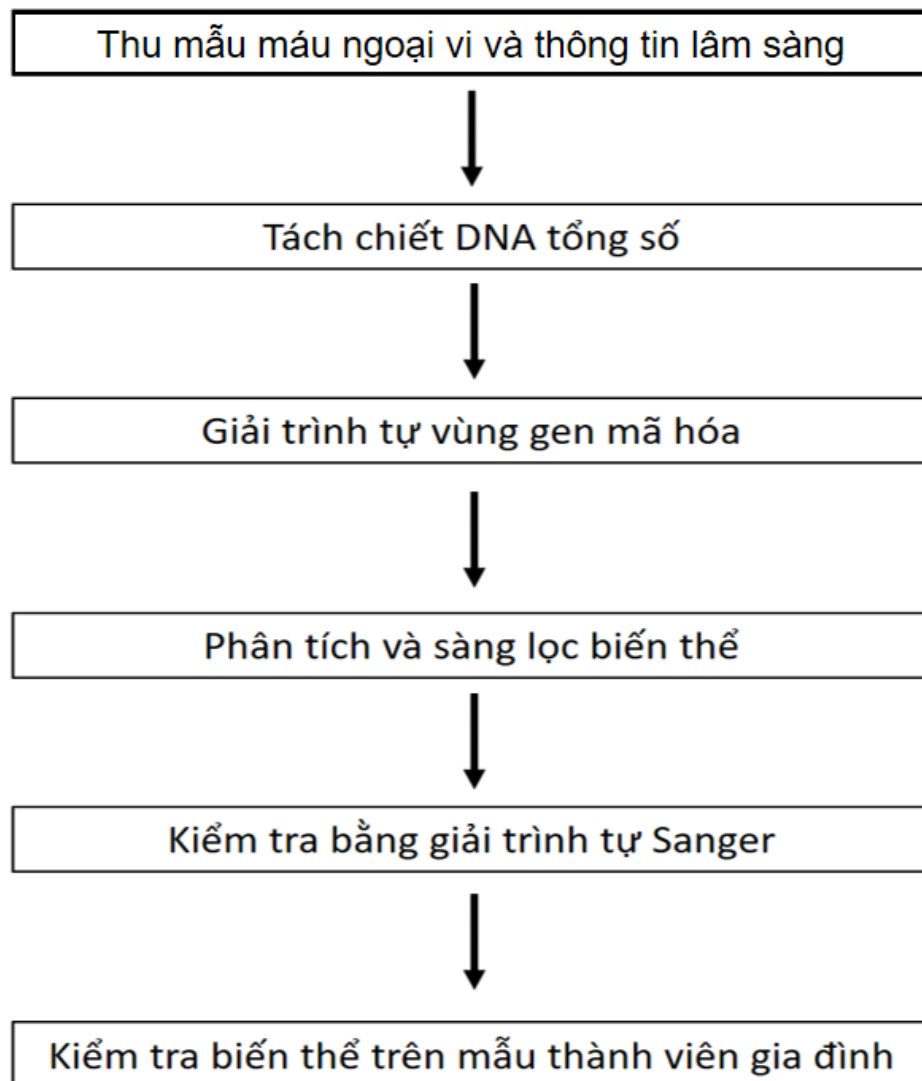 Thu mẫu máu ngoại vi và thông tin lâm sàng
Tách chiết DNA tổng số
Giải trình tự vùng gen mã hóa
Phân tích và sàng lọc biến thể
Kiểm tra bằng giải trình tự Sanger
Kiểm tra biến thể trên mẫu thành viên gia đình